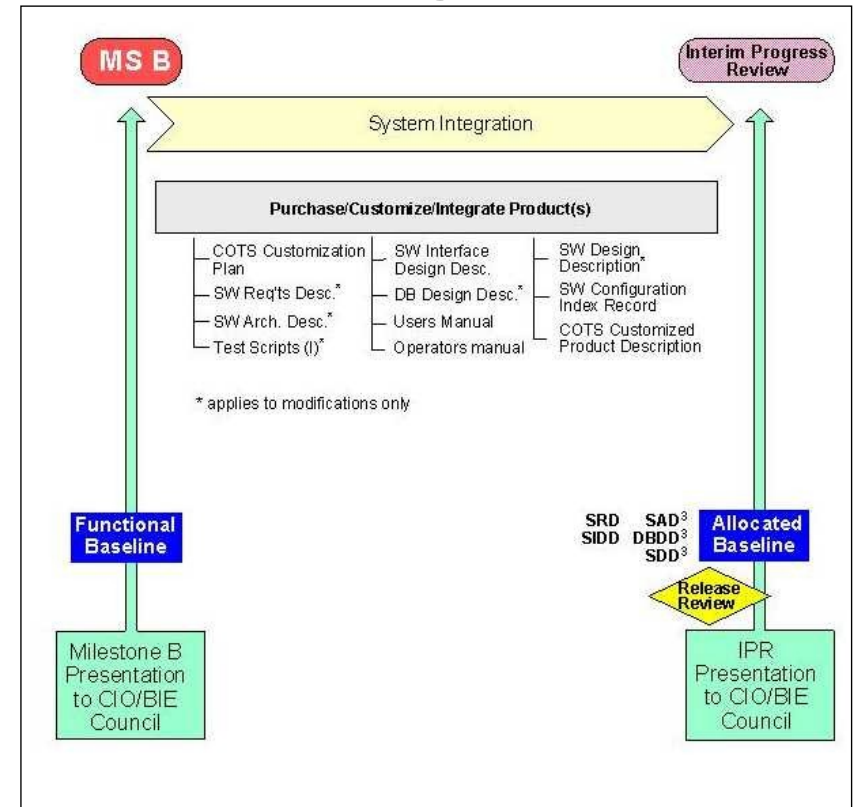 MS B
Interim Progress
Review
System Integration
Purchase/Customize/Integrate Product(s)
COTS Customization
Plan
SW Req'ts Desc.*
SW Arch. Desc.*
Test Scripts (I)*
SW Interface
Design Desc.
DB Design Desc.*
Users Manual
Operators manual
SW Design
Description*
SW Configuration
Index Record
COTS Customized
Product Description
* applies to modifications only
Functional
Baseline
SRD SAD³
SIDD DBDD³
SDD³
Allocated
Baseline
Release
Review
Milestone B
Presentation
to CIO/BIE
Council
IPR
Presentation
to CIO/BIE
Council